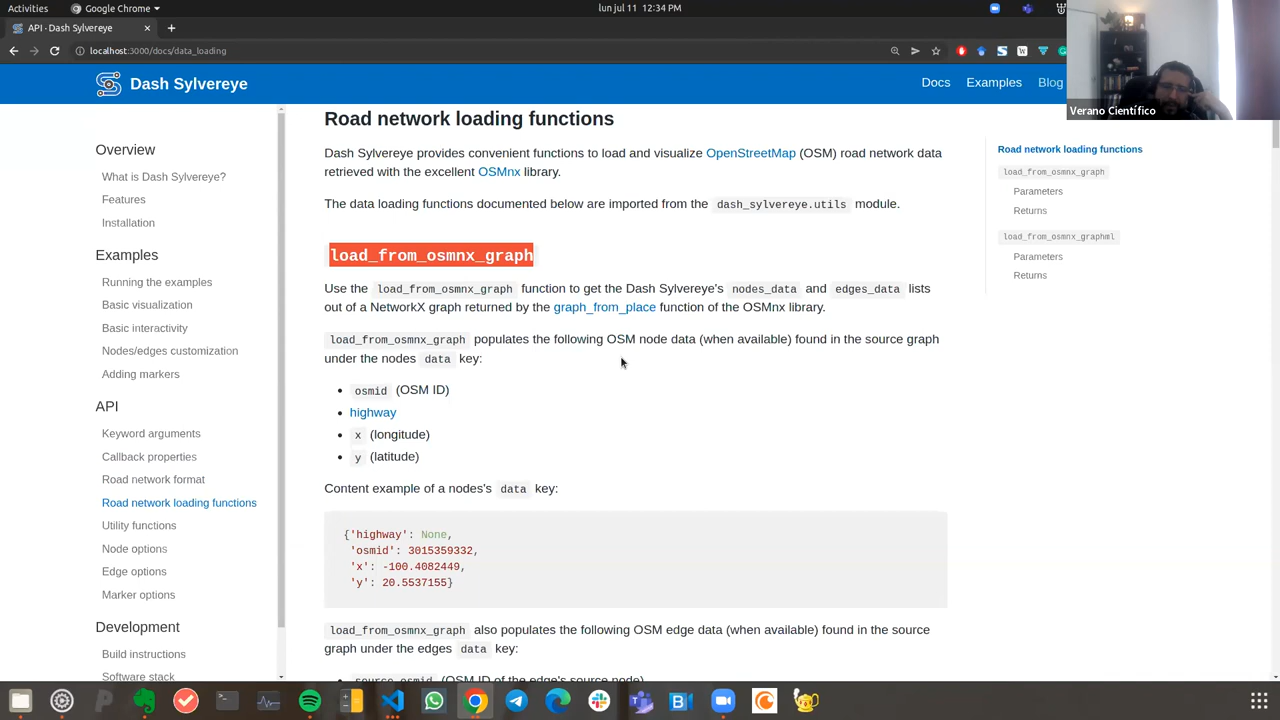 Activities
Google Chrome
lun jul 11 12:34 PM
API · Dash Sylvereye
localhost:3000/docs/data_loading
Dash Sylvereye
Docs
Examples
Blog
Verano Científico
Overview
What is Dash Sylvereye?
Features
Installation
Examples
Running the examples
Basic visualization
Basic interactivity
Nodes/edges customization
Adding markers
API
Keyword arguments
Callback properties
Road network format
Road network loading functions
Utility functions
Node options
Edge options
Marker options
Development
Build instructions
Software stack
Road network loading functions
Dash Sylvereye provides convenient functions to load and visualize OpenStreetMap (OSM) road network data
retrieved with the excellent OSMnx library.
The data loading functions documented below are imported from the dash_sylvereye.utils module.
load_from_osmnx_graph
Use the load_from_osmnx_graph function to get the Dash Sylvereye's nodes_data and edges_data lists
out of a NetworkX graph returned by the graph_from_place function of the OSMnx library.
load_from_osmnx_graph populates the following OSM node data (when available) found in the source graph
under the nodes data key:
osmid (OSM ID)
highway
x (longitude)
y (latitude)
Content example of a nodes's data key:
{'highway': None,
'osmid': 3015359332,
'x': -100.4082449,
'y': 20.5537155}
load_from_osmnx_graph also populates the following OSM edge data (when available) found in the source
graph under the edges data key:
source_osmid (OSM ID of the edge's source node)
Road network loading functions
load_from_osmnx_graph
Parameters
Returns
load_from_osmnx_graphml
Parameters
Returns